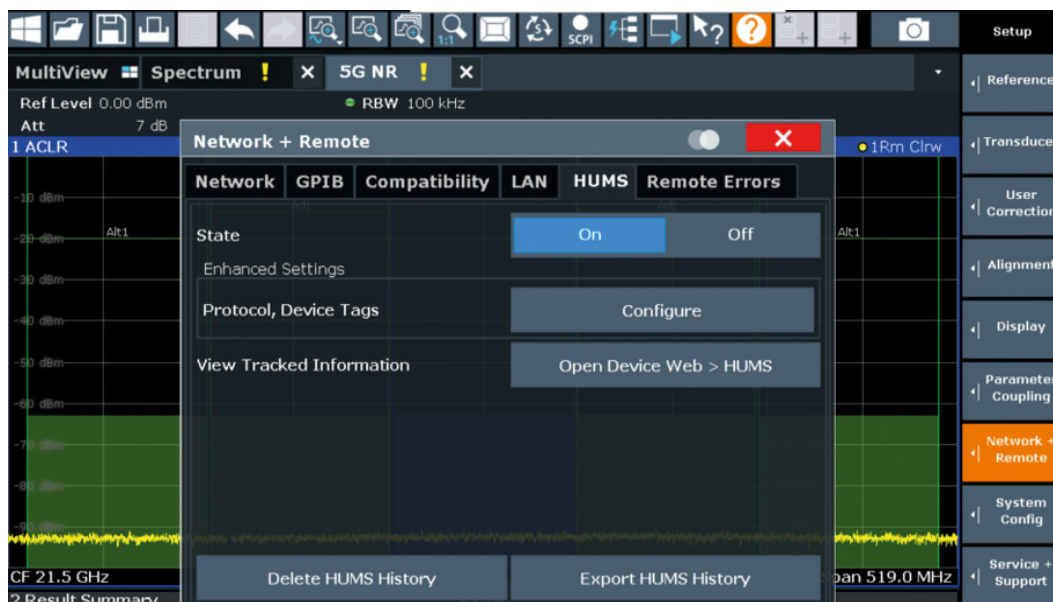 1:1
SCPI
Setup
MultiView Spectrum ! X 5G NR ! X
Reference
Ref Level 0.00 dBm RBW 100 kHz
Att 7 dB
1 ACLR
1Rm Clrw
Network + Remote
Transduce
Network GPIB Compatibility LAN HUMS Remote Errors
User
Correction
-10 dBm
Adj
Adj
Alt1
Alt1
-20 dBm
State On Off
Enhanced Settings
Alignment
-30 dBm
Protocol, Device Tags Configure
-40 dBm
Display
View Tracked Information Open Device Web > HUMS
-50 dBm
Parameter
Coupling
-60 dBm
Network +
Remote
-70 dBm
-80 dBm
System
Config
-90 dBm
Delete HUMS History Export HUMS History
CF 21.5 GHz
519.0 MHz
Service +
Support
2 Result Summary